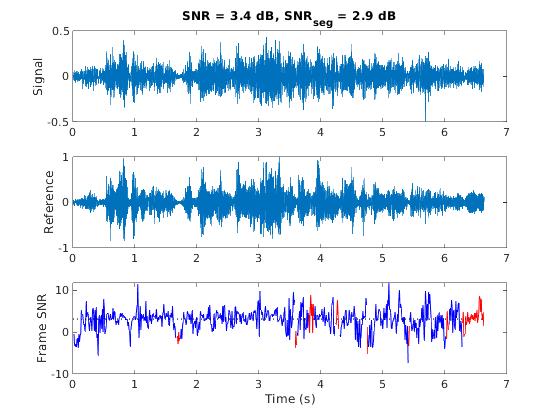 SNR = 3.4 dB, SNRseg = 2.9 dB
0.5
Signal
0
-0.5
0 1 2 3 4 5 6 7
1
Reference
0
-1
0 1 2 3 4 5 6 7
10
Frame SNR
0
-10
0 1 2 3 4 5 6 7
Time (s)